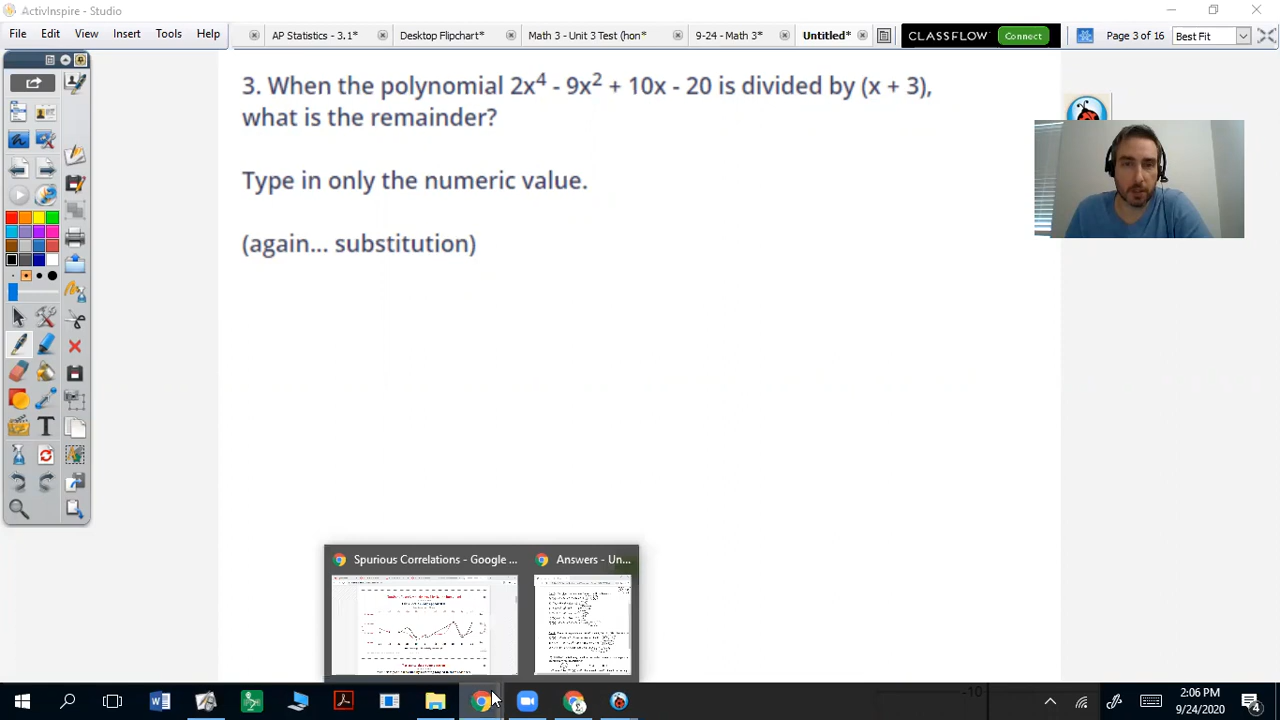 ActivInspire - Studio
File Edit View Insert Tools Help
AP Statistics - 3.1* Desktop Flipchart* Math 3 - Unit 3 Test (hon* 9-24 - Math 3* Untitled*
CLASSFLOW Connect
Page 3 of 16 Best Fit
3. When the polynomial 2x⁴ - 9x² + 10x - 20 is divided by (x + 3),
what is the remainder?
Type in only the numeric value.
(again... substitution)
Spurious Correlations - Google ... Answers - Un...
-10
2:06 PM
9/24/2020
4